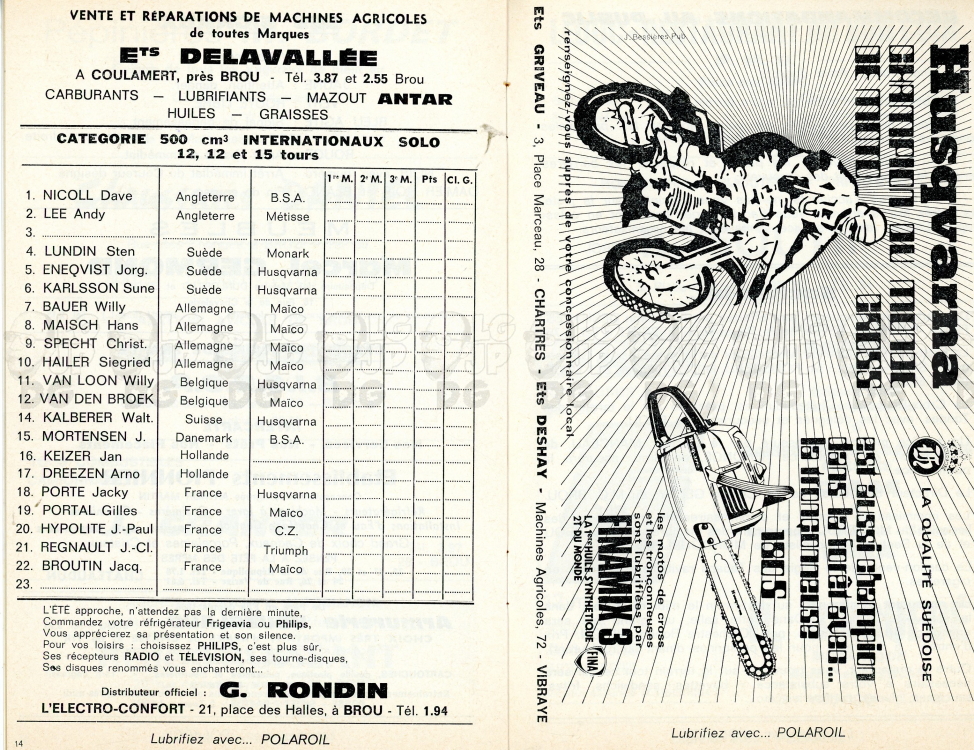 VENTE ET RÉPARATIONS DE MACHINES AGRICOLES
de toutes Marques
ETS DELAVALLÉE
A COULAMERT, près BROU - Tél. 3.87 et 2.55 Brou
CARBURANTS — LUBRIFIANTS — MAZOUT ANTAR
HUILES — GRAISSES
CATEGORIE 500 cm³ INTERNATIONAUX SOLO
12, 12 et 15 tours
1re M. 2e M. 3e M. Pts Cl. G.
1. NICOLL Dave Angleterre B.S.A.
2. LEE Andy Angleterre Métisse
3.
4. LUNDIN Sten Suède Monark
5. ENEQVIST Jorg. Suède Husqvarna
6. KARLSSON Sune Suède Husqvarna
7. BAUER Willy Allemagne Maïco
8. MAISCH Hans Allemagne Maïco
9. SPECHT Christ. Allemagne Maïco
10. HAILER Siegried Allemagne Maïco
11. VAN LOON Willy Belgique Husqvarna
12. VAN DEN BROEK Belgique Maïco
14. KALBERER Walt. Suisse Husqvarna
15. MORTENSEN J. Danemark B.S.A.
16. KEIZER Jan Hollande
17. DREEZEN Arno Hollande
18. PORTE Jacky France Husqvarna
19. PORTAL Gilles France Maïco
20. HYPOLITE J.-Paul France C.Z.
21. REGNAULT J.-Cl. France Triumph
22. BROUTIN Jacq. France Maïco
23.
L'ÉTÉ approche, n'attendez pas la dernière minute,
Commandez votre réfrigérateur Frigeavia ou Philips,
Vous apprécierez sa présentation et son silence.
Pour vos loisirs : choisissez PHILIPS, c'est plus sûr,
Ses récepteurs RADIO et TÉLÉVISION, ses tourne-disques,
Ses disques renommés vous enchanteront...
Distributeur officiel : G. RONDIN
L'ELECTRO-CONFORT - 21, place des Halles, à BROU - Tél. 1.94
Lubrifiez avec... POLAROIL
14
Husqvarna
CHAMPION DU MONDE
DE MOTO CROSS
J. Bessières Pub
LA QUALITÉ SUÉDOISE
est aussi champion
dans la forêt avec...
la tronçonneuse
180S
les motos de cross
et les tronçonneuses
sont lubrifiées par
FINAMIX 3
LA 1ERE HUILE SYNTHETIQUE
2T DU MONDE
FINA
renseignez-vous auprès de votre concessionnaire local
Ets GRIVEAU - 3, Place Marceau, 28 - CHARTRES - Ets DESHAY - Machines Agricoles, 72 - VIBRAYE
Lubrifiez avec... POLAROIL